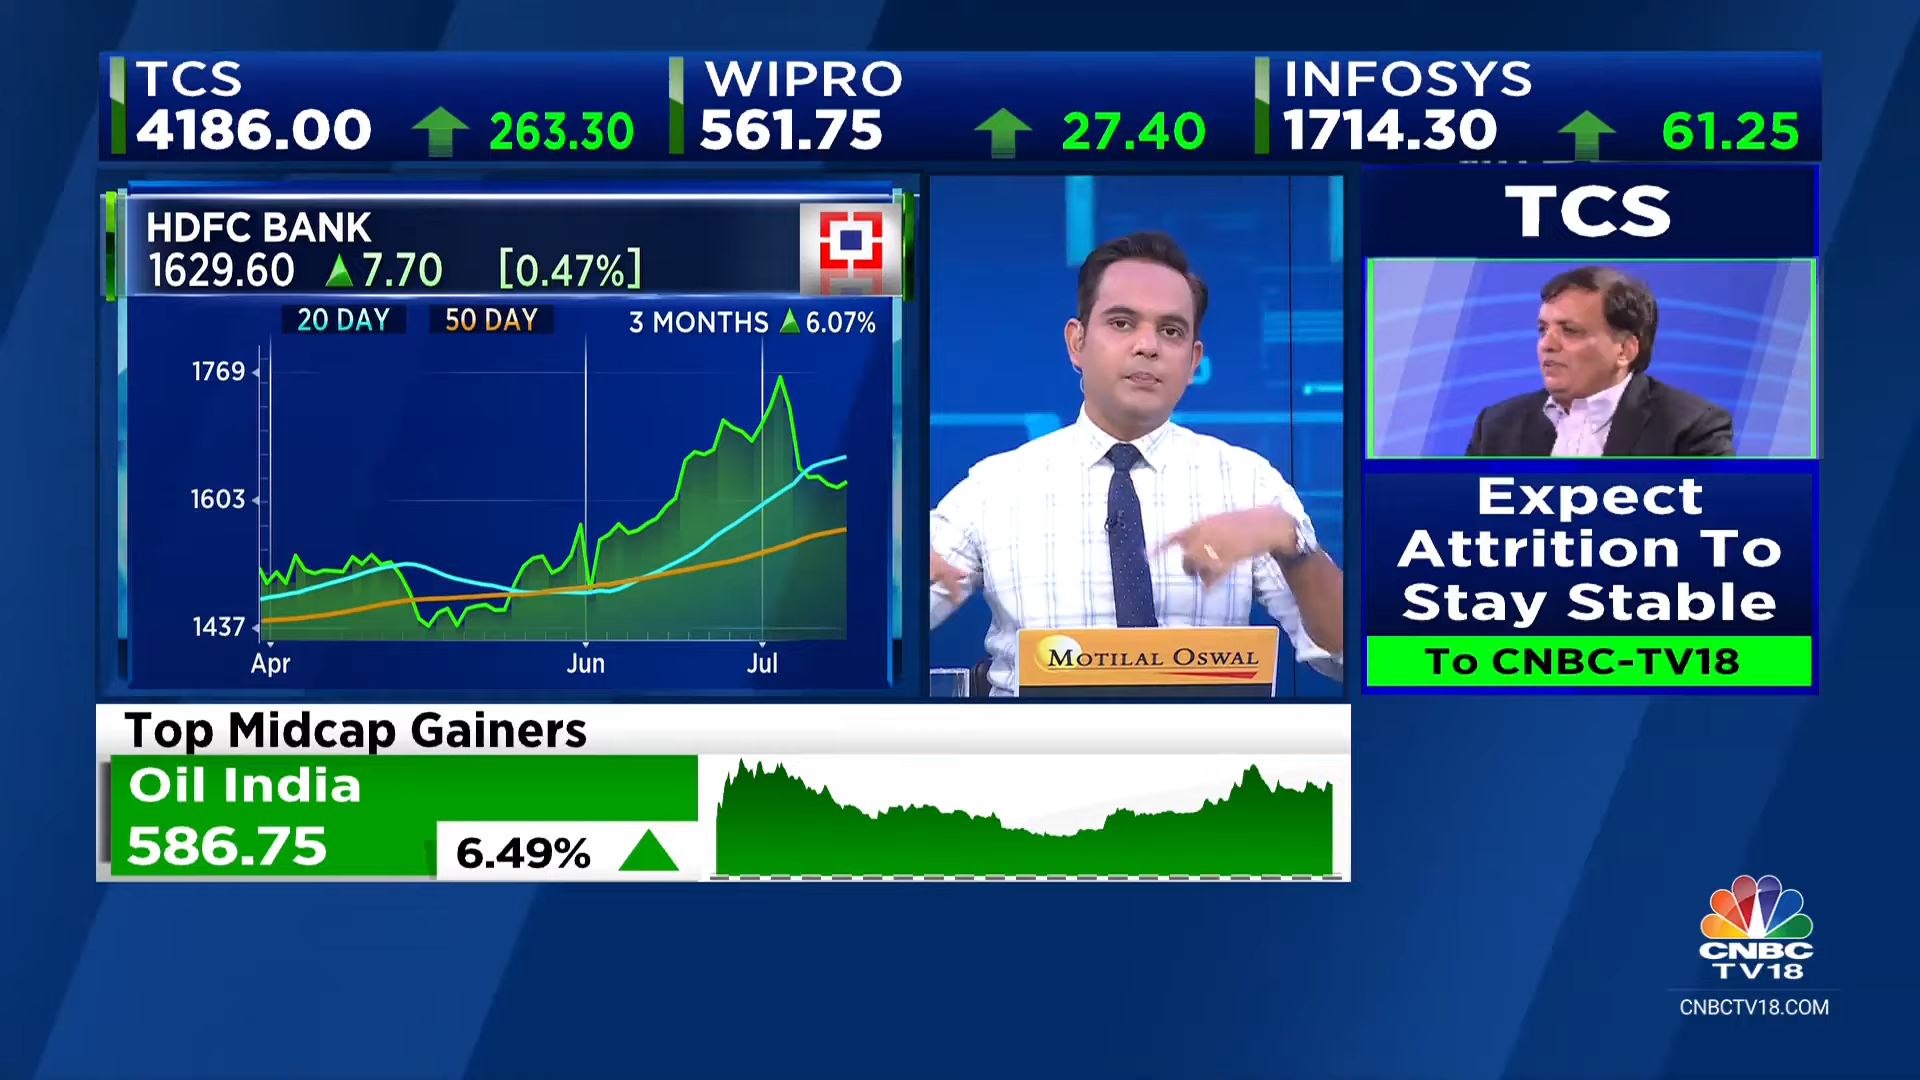 TCS
4186.00 263.30
WIPRO
561.75 27.40
INFOSYS
1714.30 61.25
HDFC BANK
1629.60 7.70 [0.47%]
20 DAY 50 DAY 3 MONTHS 6.07%
1769
1603
1437
Apr Jun Jul
MOTILAL OSWAL
TCS
Expect
Attrition To
Stay Stable
To CNBC-TV18
Top Midcap Gainers
Oil India
586.75
6.49%
CNBC
TV18
CNBCTV18.COM